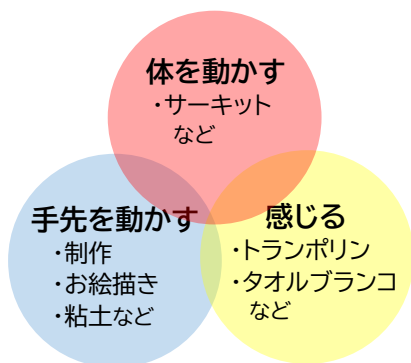 体を動かす
・サーキット
など
手先を動かす
・制作
・お絵描き
・粘土など
感じる
・トランポリン
・タオルブランコ
など